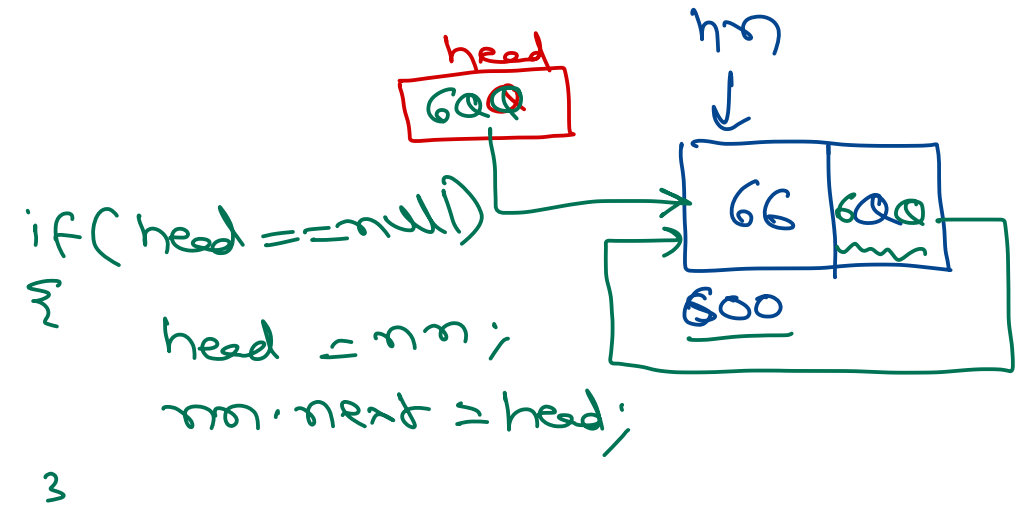 head
nn
600
66 600
600
if(head==null)
{
head = nn;
nn.next = head;
}